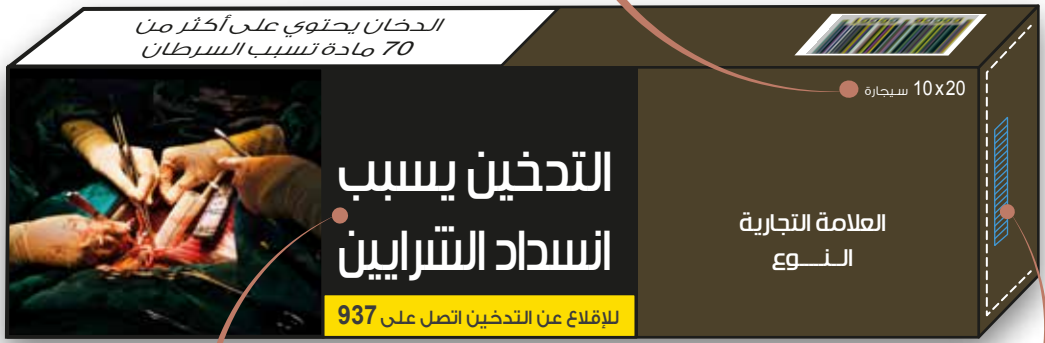 الدخان يحتوي على أكثر من
70 مادة تسبب السرطان
10x20 سيجارة
التدخين يسبب
انسداد الشرايين
للإقلاع عن التدخين اتصل على 937
العلامة التجارية
النــــوع